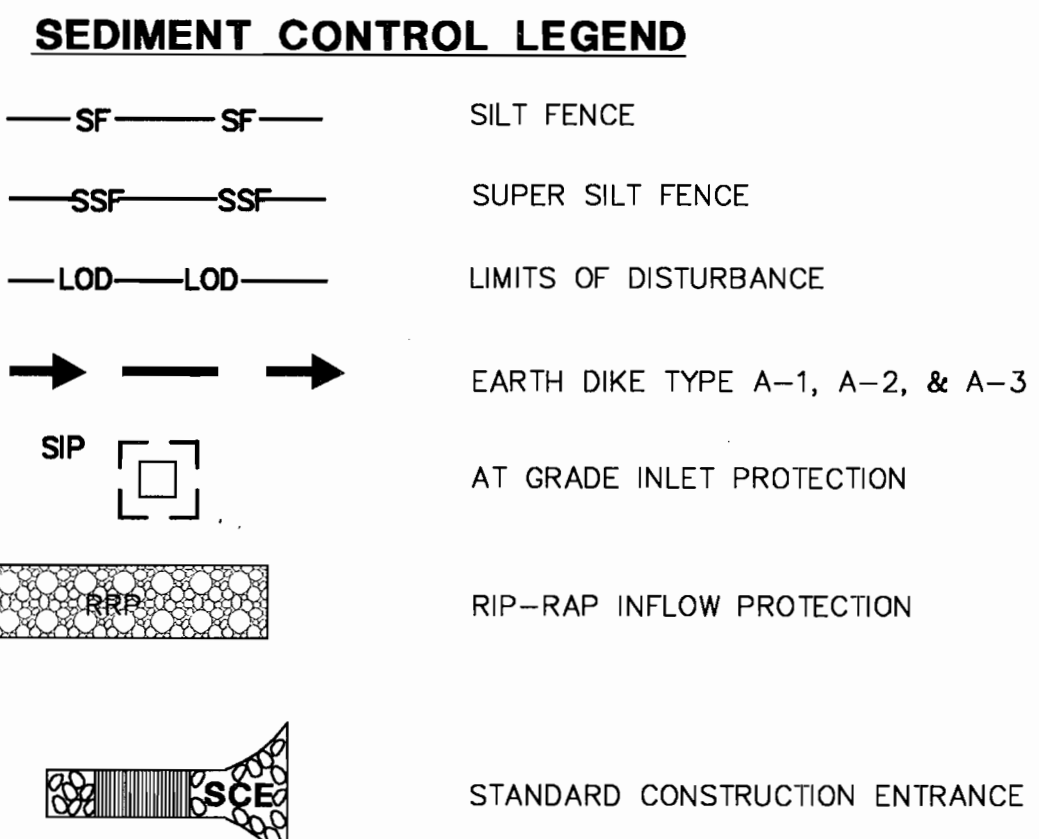 SEDIMENT CONTROL LEGEND
SF SF SILT FENCE
SSF SSF SUPER SILT FENCE
LOD LOD LIMITS OF DISTURBANCE
EARTH DIKE TYPE A-1, A-2, & A-3
SIP AT GRADE INLET PROTECTION
RRP RIP-RAP INFLOW PROTECTION
SCE STANDARD CONSTRUCTION ENTRANCE